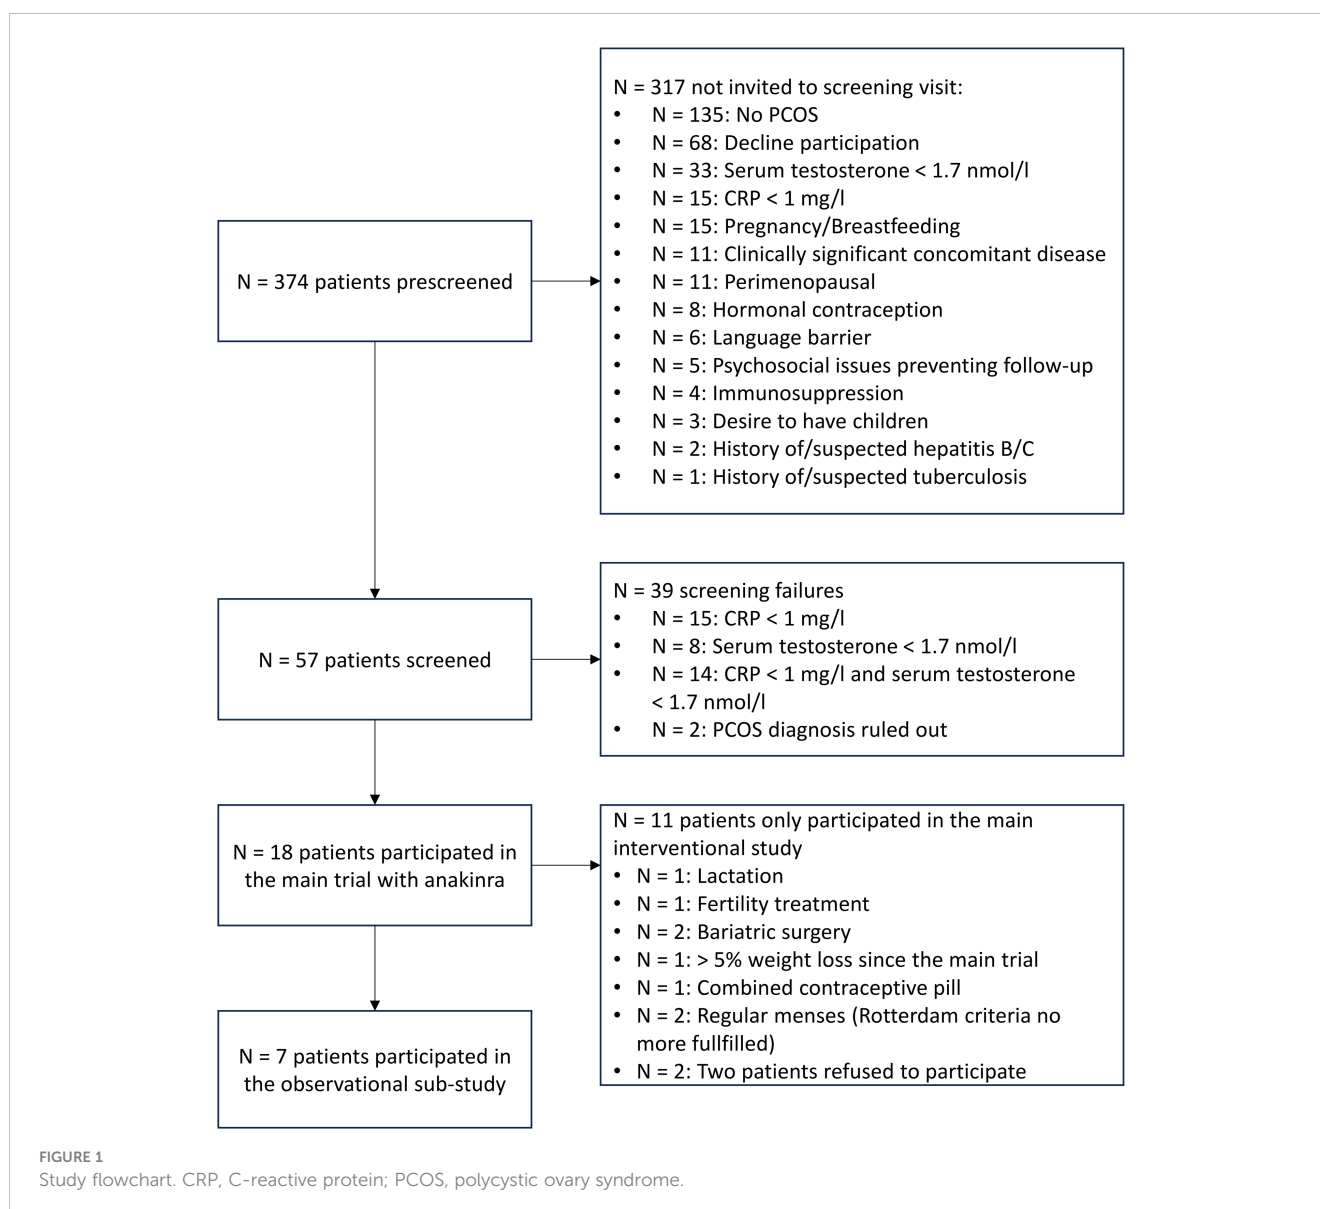 N = 317 not invited to screening visit:
• N = 135: No PCOS
• N = 68: Decline participation
• N = 33: Serum testosterone < 1.7 nmol/l
• N = 15: CRP < 1 mg/l
• N = 15: Pregnancy/Breastfeeding
• N = 11: Clinically significant concomitant disease
• N = 11: Perimenopausal
• N = 8: Hormonal contraception
• N = 6: Language barrier
• N = 5: Psychosocial issues preventing follow-up
• N = 4: Immunosuppression
• N = 3: Desire to have children
• N = 2: History of/suspected hepatitis B/C
• N = 1: History of/suspected tuberculosis
N = 374 patients prescreened
N = 57 patients screened
N = 39 screening failures
• N = 15: CRP < 1 mg/l
• N = 8: Serum testosterone < 1.7 nmol/l
• N = 14: CRP < 1 mg/l and serum testosterone
< 1.7 nmol/l
• N = 2: PCOS diagnosis ruled out
N = 18 patients participated in
the main trial with anakinra
N = 11 patients only participated in the main
interventional study
• N = 1: Lactation
• N = 1: Fertility treatment
• N = 2: Bariatric surgery
• N = 1: > 5% weight loss since the main trial
• N = 1: Combined contraceptive pill
• N = 2: Regular menses (Rotterdam criteria no
more fullfilled)
• N = 2: Two patients refused to participate
N = 7 patients participated in
the observational sub-study
FIGURE 1
Study flowchart. CRP, C-reactive protein; PCOS, polycystic ovary syndrome.